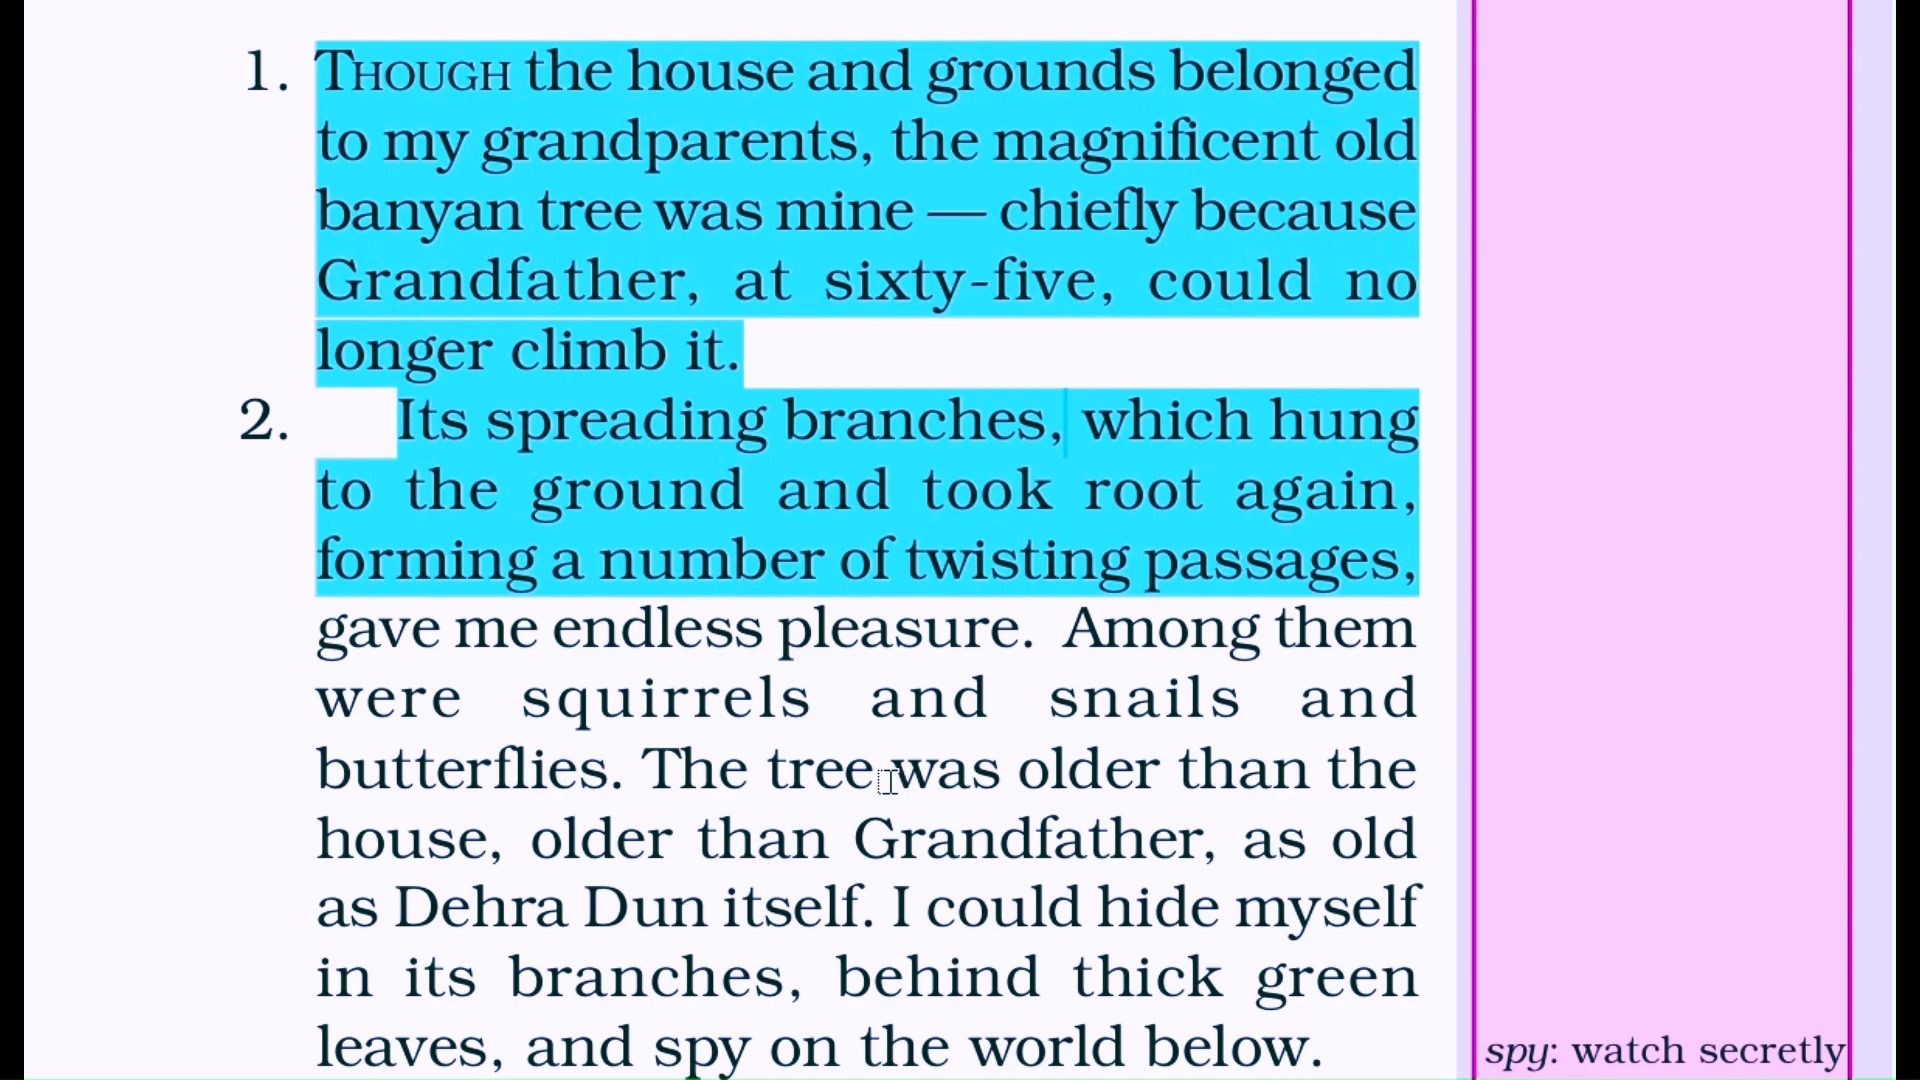 1. THOUGH the house and grounds belonged
to my grandparents, the magnificent old
banyan tree was mine — chiefly because
Grandfather, at sixty-five, could no
longer climb it.
2. Its spreading branches, which hung
to the ground and took root again,
forming a number of twisting passages,
gave me endless pleasure. Among them
were squirrels and snails and
butterflies. The tree was older than the
house, older than Grandfather, as old
as Dehra Dun itself. I could hide myself
in its branches, behind thick green
leaves, and spy on the world below.
spy: watch secretly